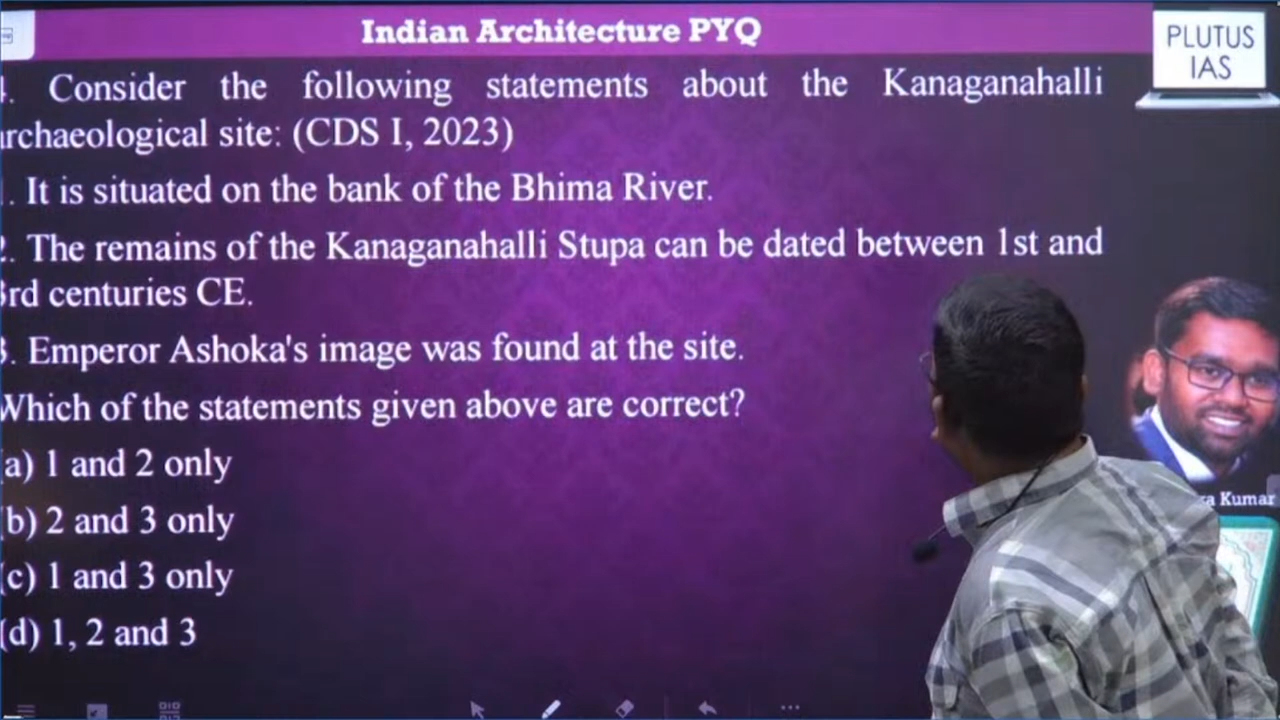 Indian Architecture PYQ
PLUTUS
IAS
. Consider the following statements about the Kanaganahalli
rchaeological site: (CDS I, 2023)
. It is situated on the bank of the Bhima River.
. The remains of the Kanaganahalli Stupa can be dated between 1st and
3rd centuries CE.
3. Emperor Ashoka's image was found at the site.
Which of the statements given above are correct?
(a) 1 and 2 only
(b) 2 and 3 only
(c) 1 and 3 only
(d) 1, 2 and 3
a Kumar